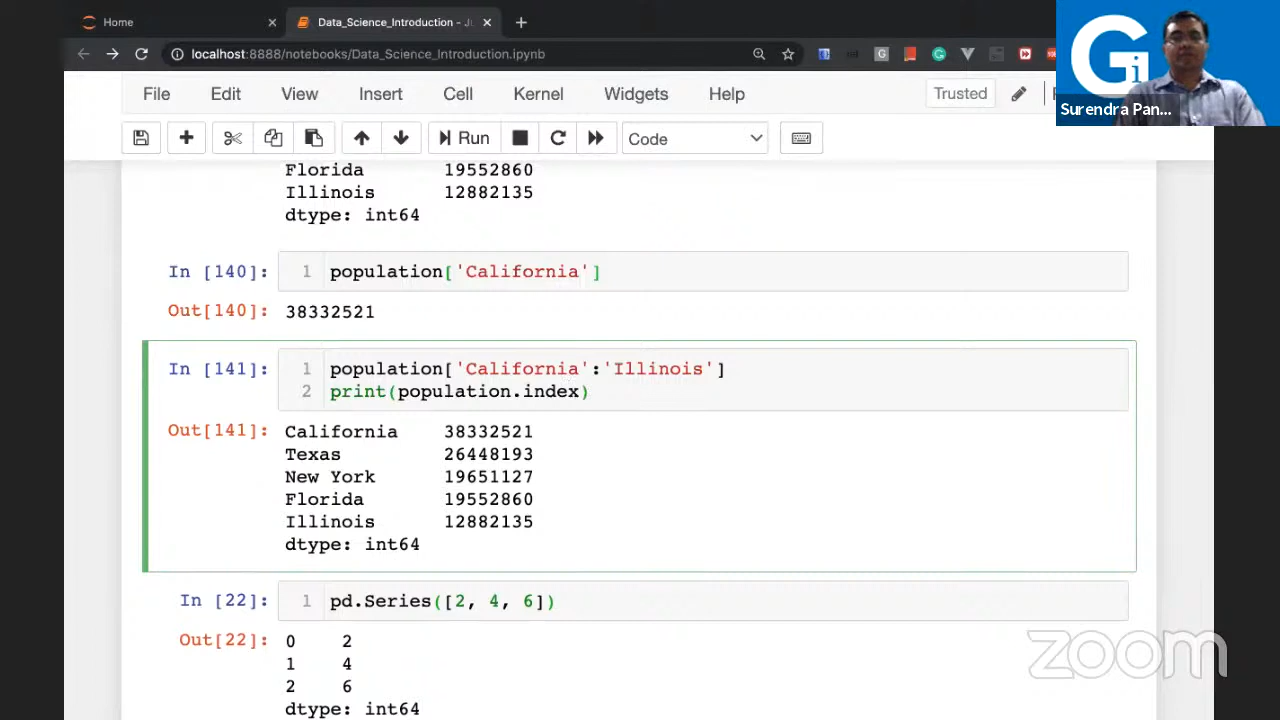 Home
Data_Science_Introduction - J
localhost:8888/notebooks/Data_Science_Introduction.ipynb
Gi
Surendra Pan...
File Edit View Insert Cell Kernel Widgets Help Trusted
Run Code
Florida 19552860
Illinois 12882135
dtype: int64
In [140]: 1 population['California']
Out[140]: 38332521
In [141]: 1 population['California':'Illinois']
2 print(population.index)
Out[141]: California 38332521
Texas 26448193
New York 19651127
Florida 19552860
Illinois 12882135
dtype: int64
In [22]: 1 pd.Series([2, 4, 6])
Out[22]: 0 2
1 4
2 6
dtype: int64
zoom